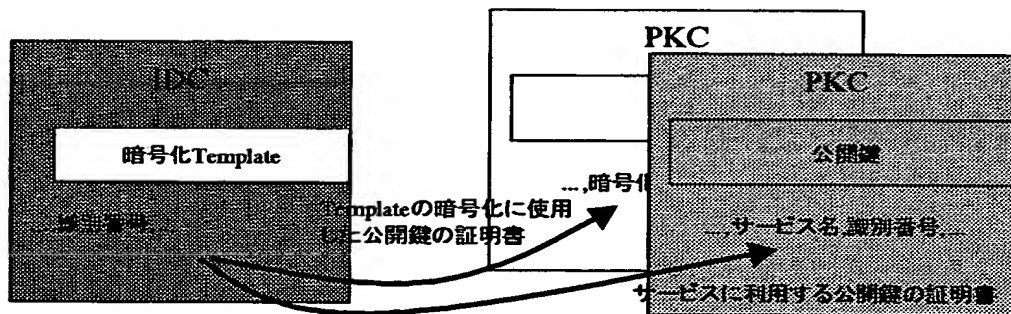 PKC
IDC
PKC
暗号化Template
公開鍵
...,暗号化
...,識別番号,...
Templateの暗号化に使用
した公開鍵の証明書
...,サービス名,識別番号,...
サービスに利用する公開鍵の証明書